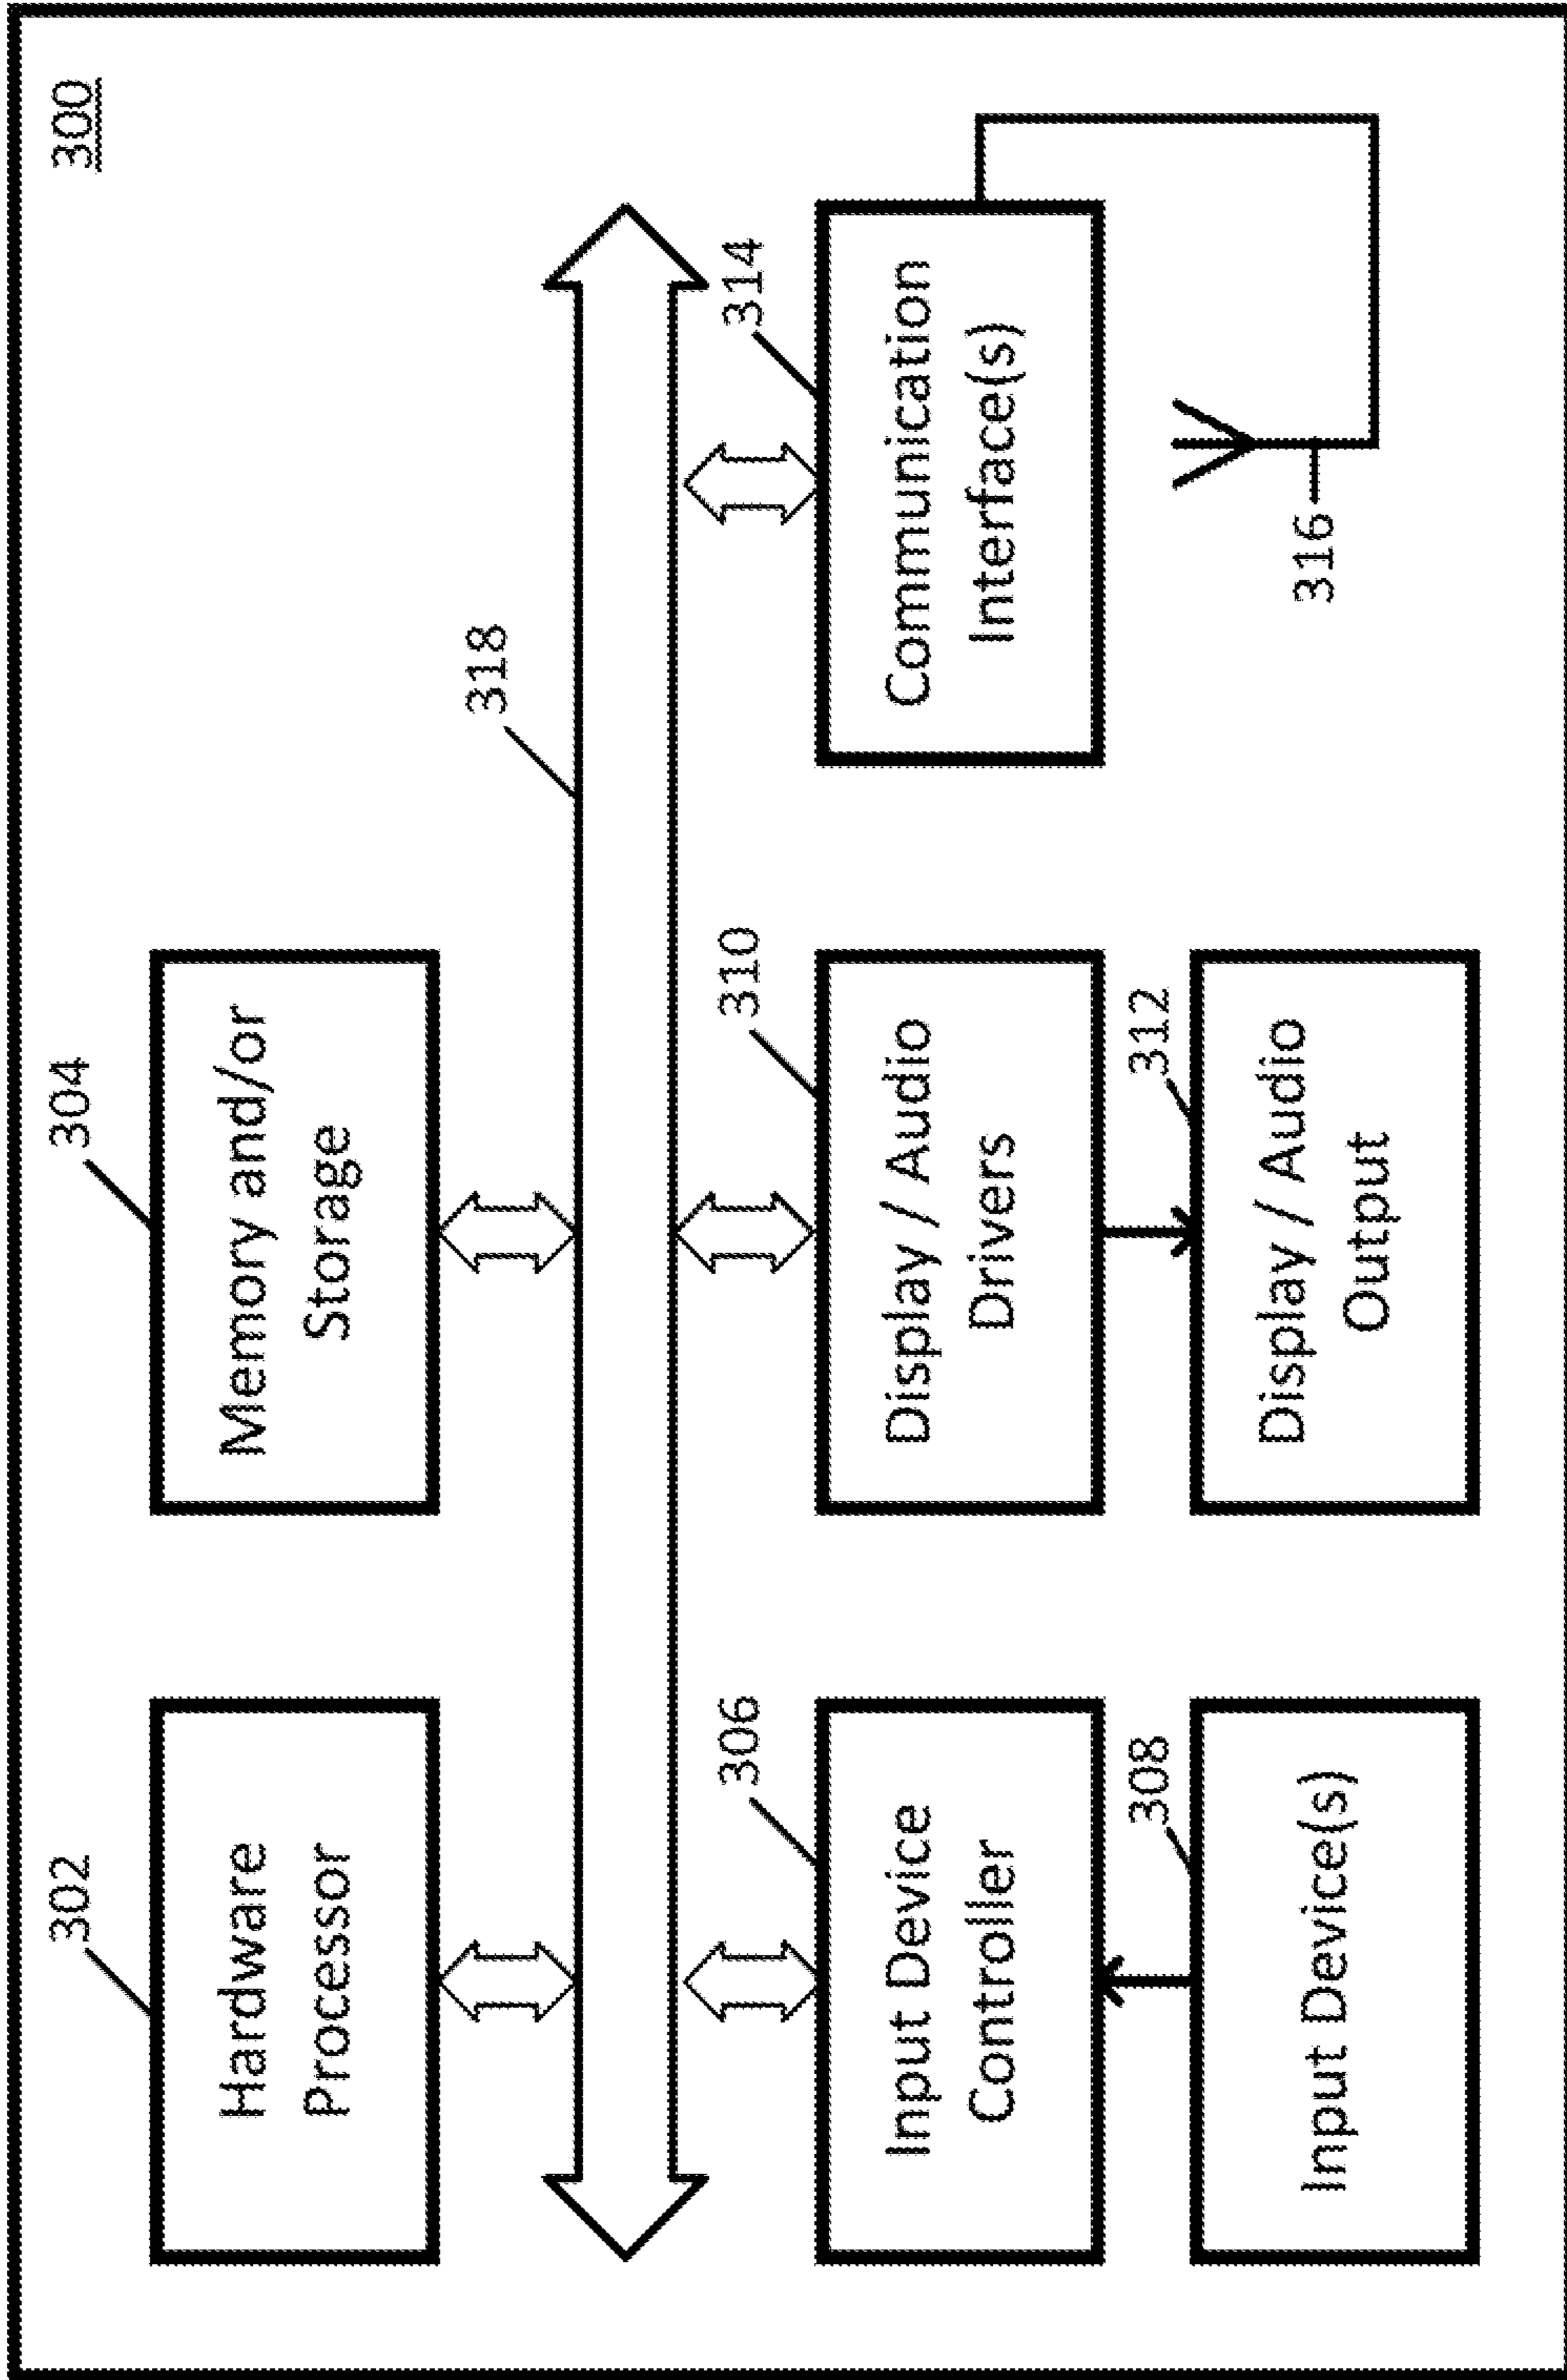 300
302
Hardware
Processor
304
Memory and/or
Storage
318
306
Input Device
Controller
310
Display / Audio
Drivers
314
Communication
Interface(s)
308
Input Device(s)
312
Display / Audio
Output
316